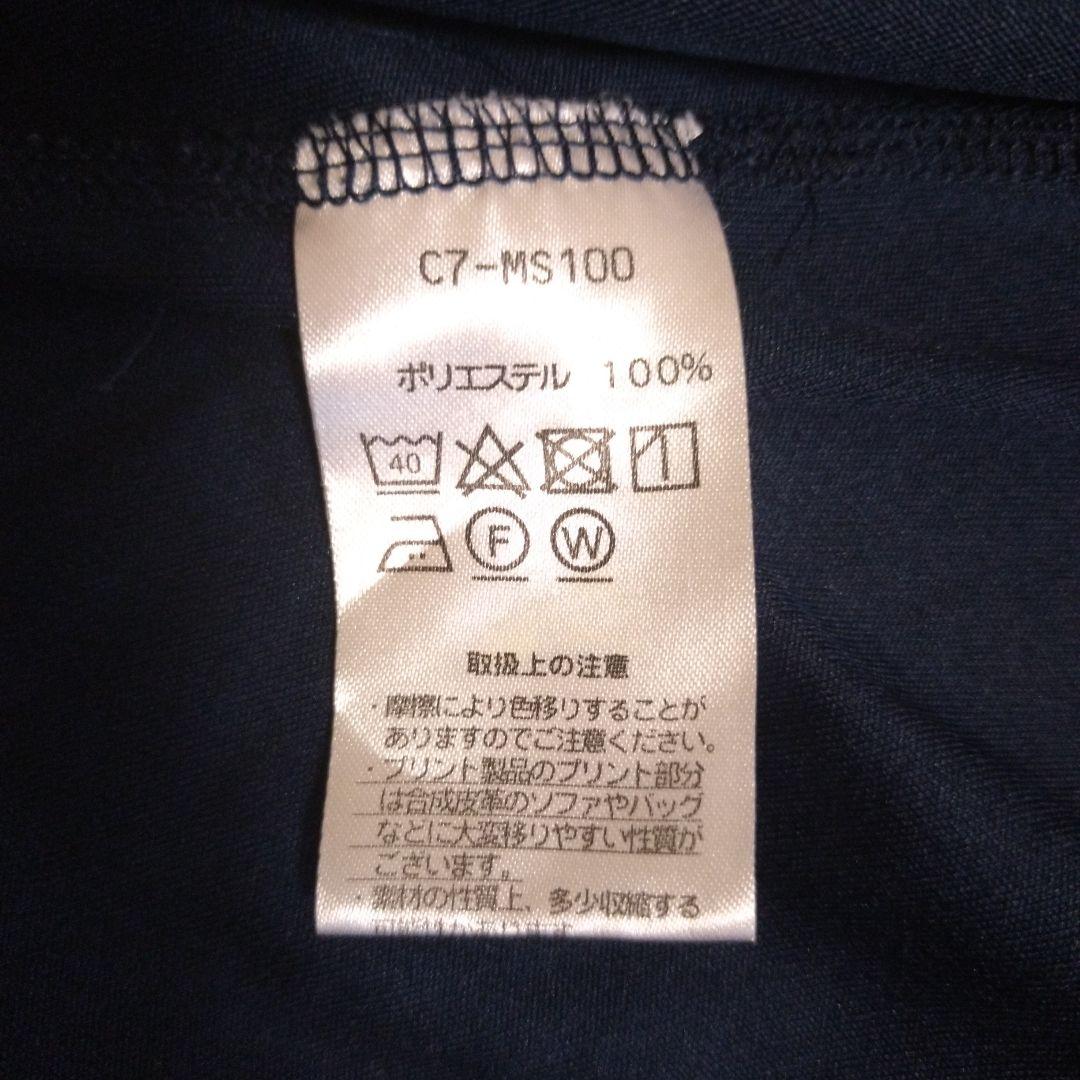 C7-MS100
ポリエステル 100%
40
F W
取扱上の注意
・摩擦により色移りすることが
ありますのでご注意ください。
・プリント製品のプリント部分
は合成皮革のソファやバッグ
などに大変移りやすい性質が
ございます。
・素材の性質上、多少収縮する